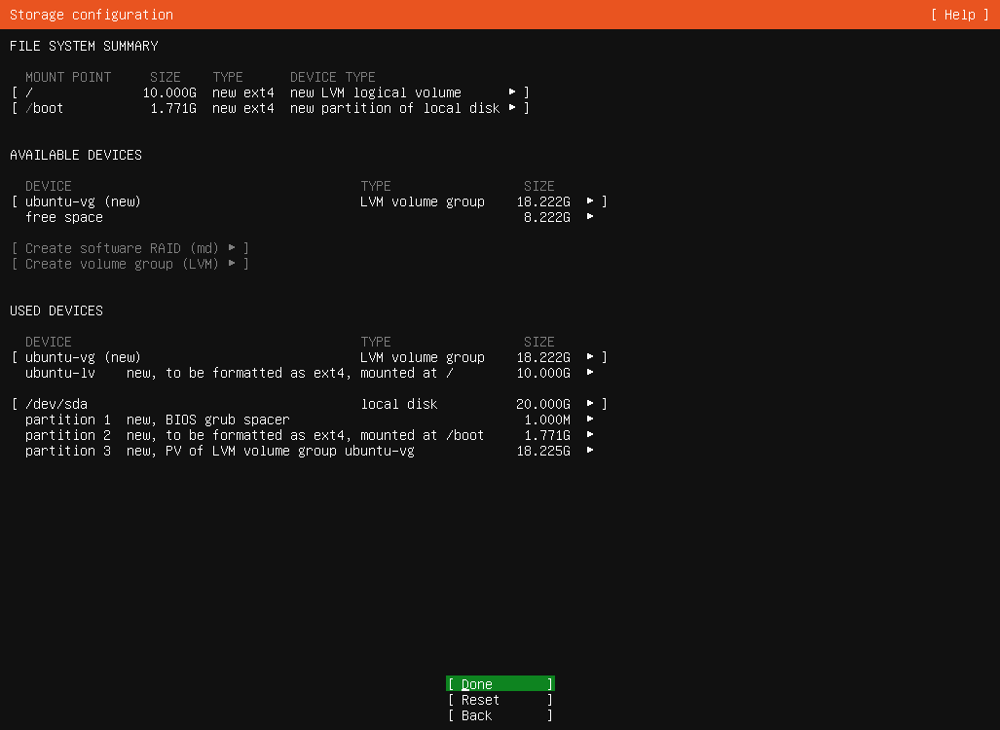 Storage configuration [ Help ]
FILE SYSTEM SUMMARY
MOUNT POINT SIZE TYPE DEVICE TYPE
[ / 10.000G new ext4 new LVM logical volume ▸ ]
[ /boot 1.771G new ext4 new partition of local disk ▸ ]
AVAILABLE DEVICES
DEVICE TYPE SIZE
[ ubuntu-vg (new) LVM volume group 18.222G ▸ ]
free space 8.222G ▸
[ Create software RAID (md) ▸ ]
[ Create volume group (LVM) ▸ ]
USED DEVICES
DEVICE TYPE SIZE
[ ubuntu-vg (new) LVM volume group 18.222G ▸ ]
ubuntu-lv new, to be formatted as ext4, mounted at / 10.000G ▸
[ /dev/sda local disk 20.000G ▸ ]
partition 1 new, BIOS grub spacer 1.000M ▸
partition 2 new, to be formatted as ext4, mounted at /boot 1.771G ▸
partition 3 new, PV of LVM volume group ubuntu-vg 18.225G ▸
[ Done ]
[ Reset ]
[ Back ]